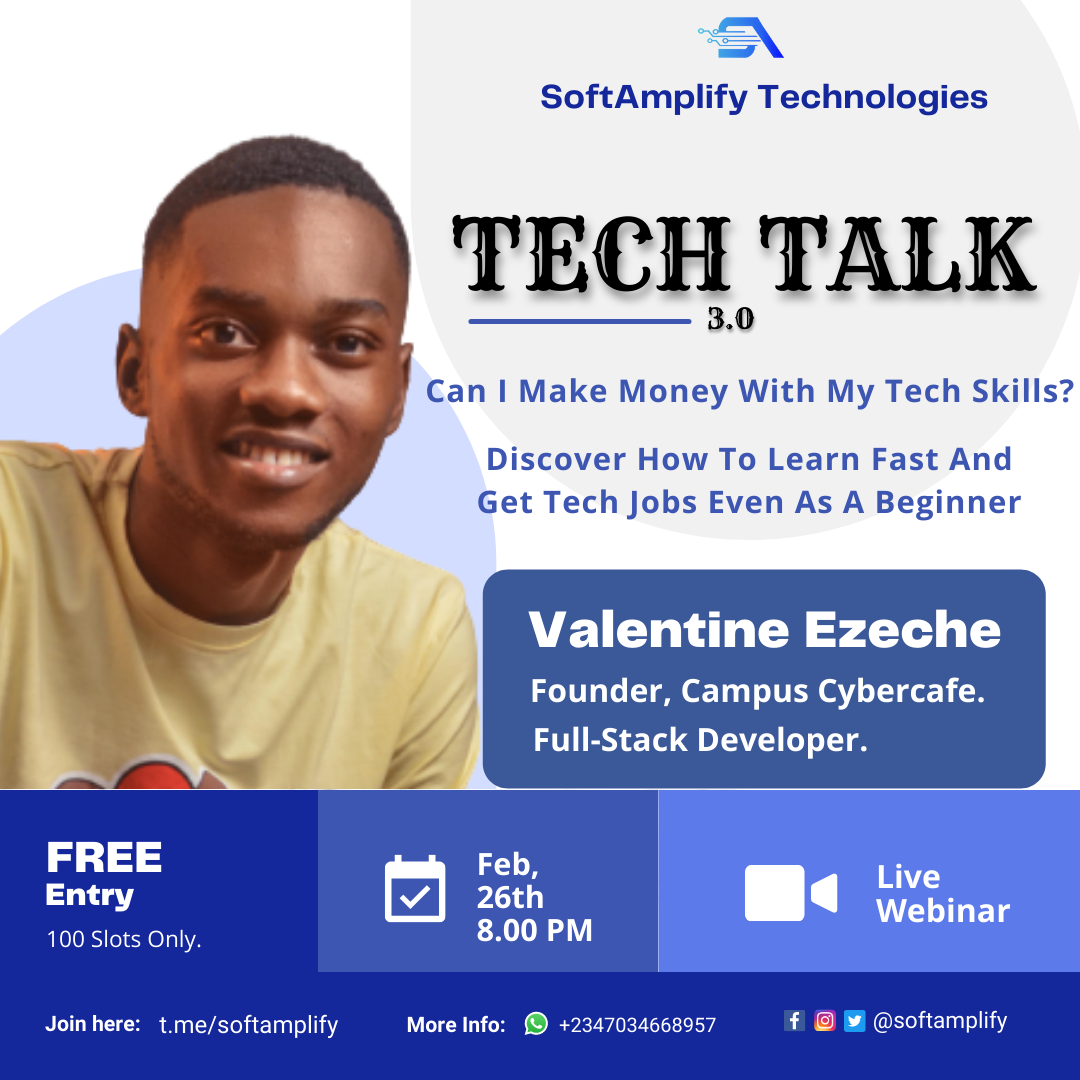 SoftAmplify Technologies
TECH TALK
3.0
Can I Make Money With My Tech Skills?
Discover How To Learn Fast And
Get Tech Jobs Even As A Beginner
Valentine Ezeche
Founder, Campus Cybercafe.
Full-Stack Developer.
FREE
Entry
100 Slots Only.
Feb,
26th
8.00 PM
Live
Webinar
Join here: t.me/softamplify
More Info: +2347034668957
@softamplify